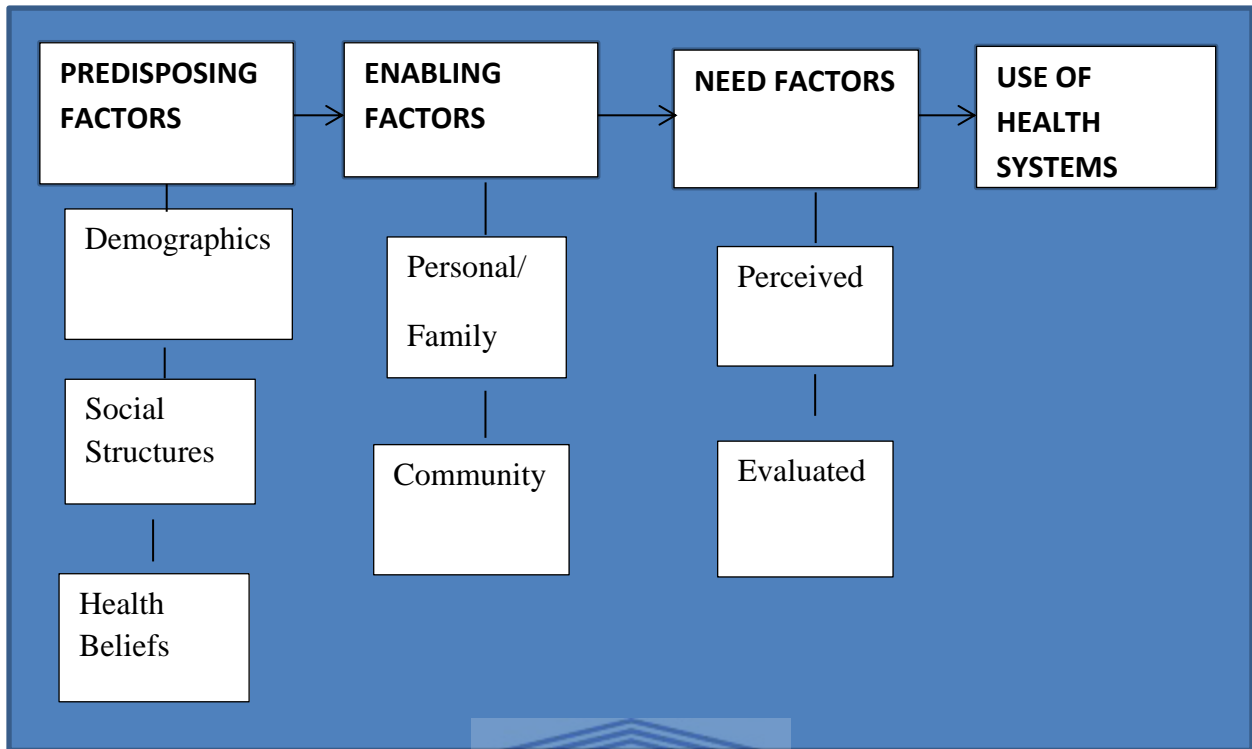 PREDISPOSING
FACTORS
ENABLING
FACTORS
NEED FACTORS
USE OF
HEALTH
SYSTEMS
Demographics
Social
Structures
Health
Beliefs
Personal/
Family
Community
Perceived
Evaluated